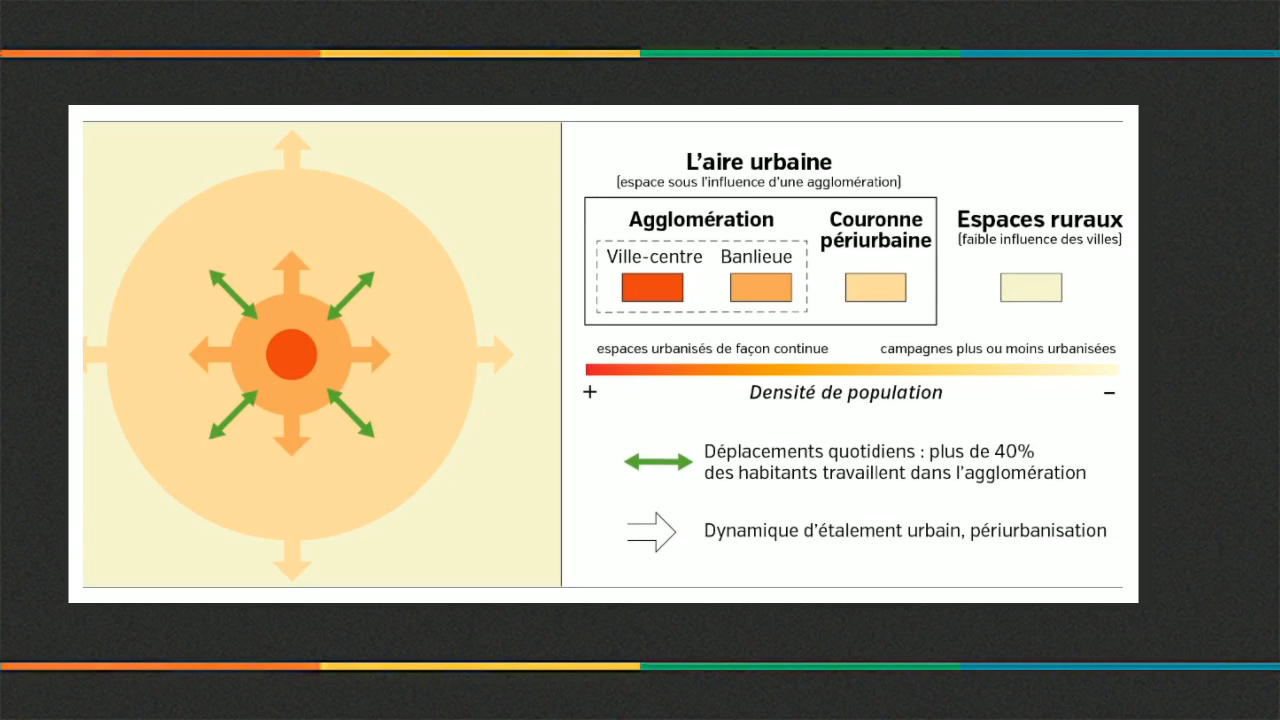 L'aire urbaine
(espace sous l'influence d'une agglomération)
Agglomération
Ville-centre Banlieue
Couronne
périurbaine
Espaces ruraux
(faible influence des villes)
espaces urbanisés de façon continue
campagnes plus ou moins urbanisées
+ Densité de population −
Déplacements quotidiens : plus de 40%
des habitants travaillent dans l'agglomération
Dynamique d'étalement urbain, périurbanisation